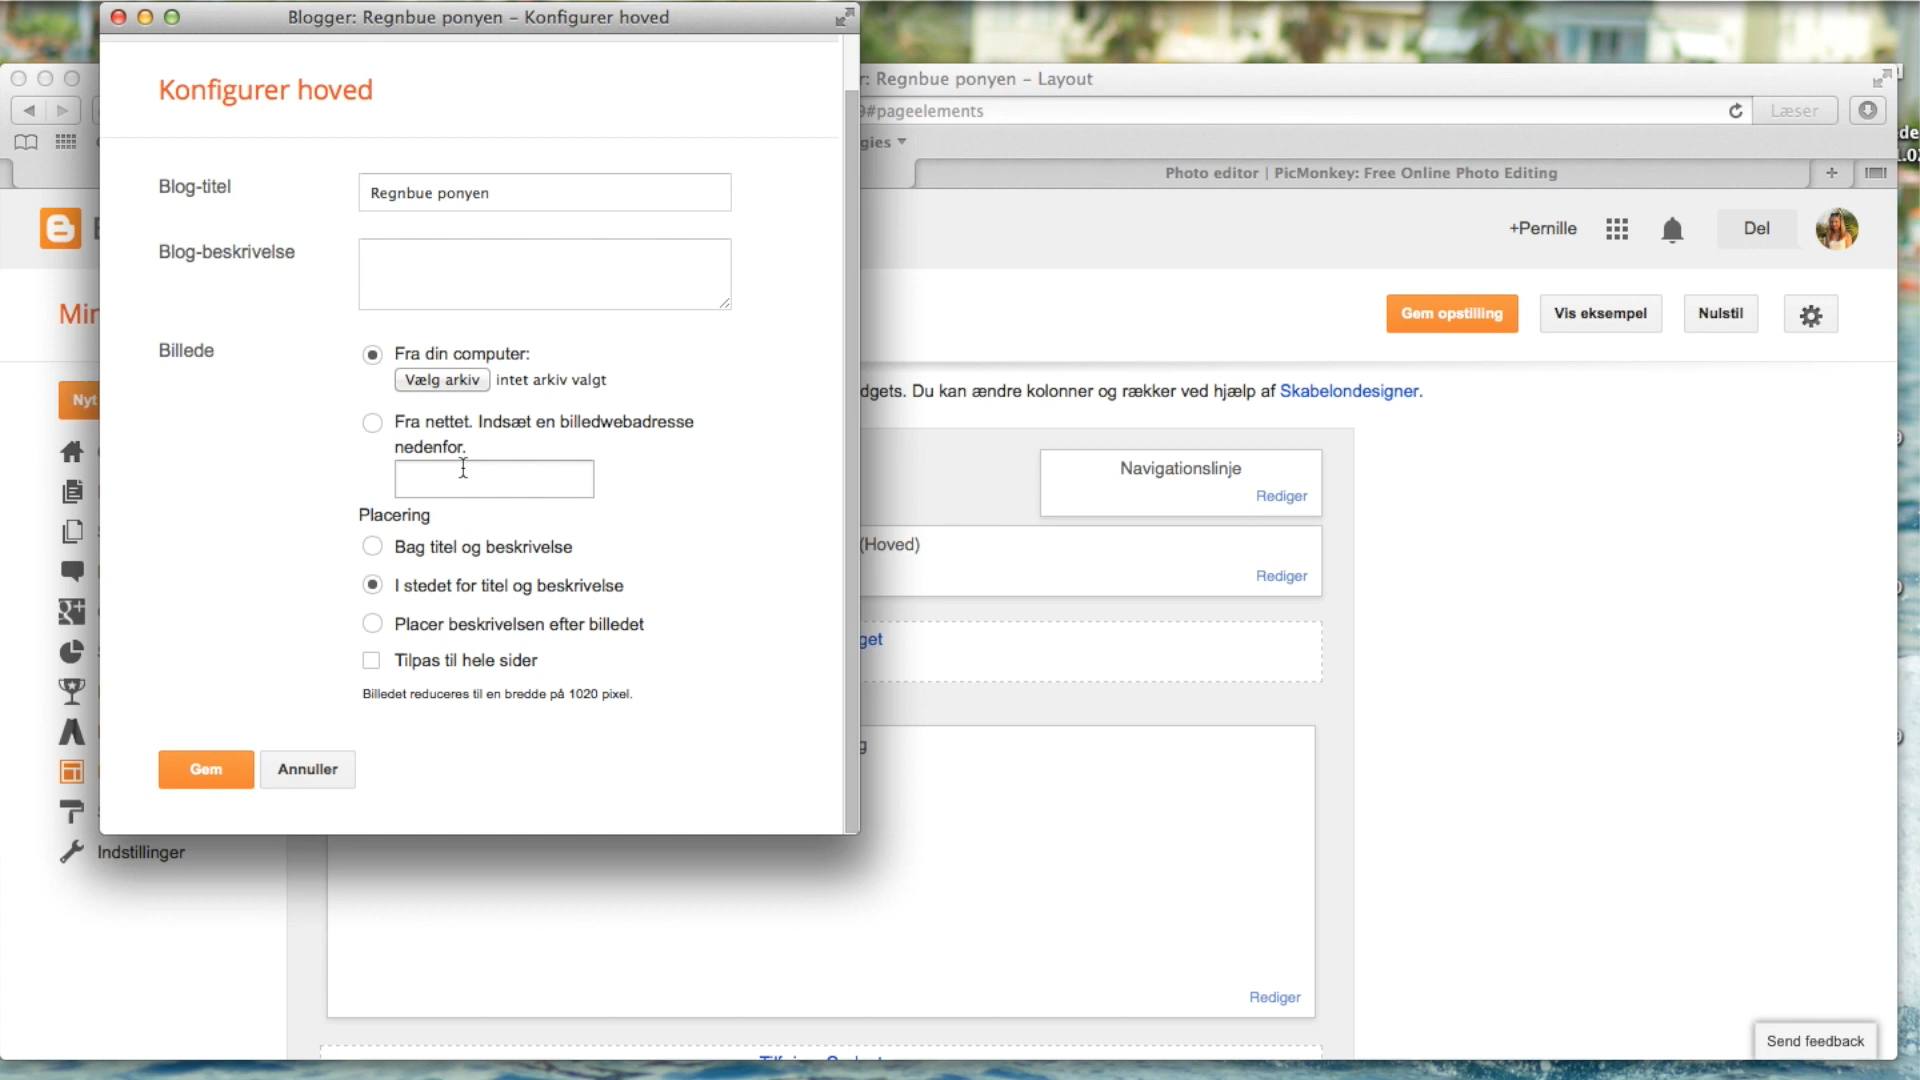 Blogger: Regnbue ponyen – Konfigurer hoved
Konfigurer hoved
Blog-titel
Regnbue ponyen
Blog-beskrivelse
Billede
Fra din computer:
Vælg arkiv intet arkiv valgt
Fra nettet. Indsæt en billedwebadresse
nedenfor.
Placering
Bag titel og beskrivelse
I stedet for titel og beskrivelse
Placer beskrivelsen efter billedet
Tilpas til hele sider
Billedet reduceres til en bredde på 1020 pixel.
Gem Annuller
r: Regnbue ponyen – Layout
#pageelements
Læser
gies
Photo editor | PicMonkey: Free Online Photo Editing
+Pernille
Del
Min
Gem opstilling Vis eksempel Nulstil
Nyt
dgets. Du kan ændre kolonner og rækker ved hjælp af Skabelondesigner.
Navigationslinje
Rediger
(Hoved)
Rediger
get
g
Rediger
Indstillinger
Send feedback